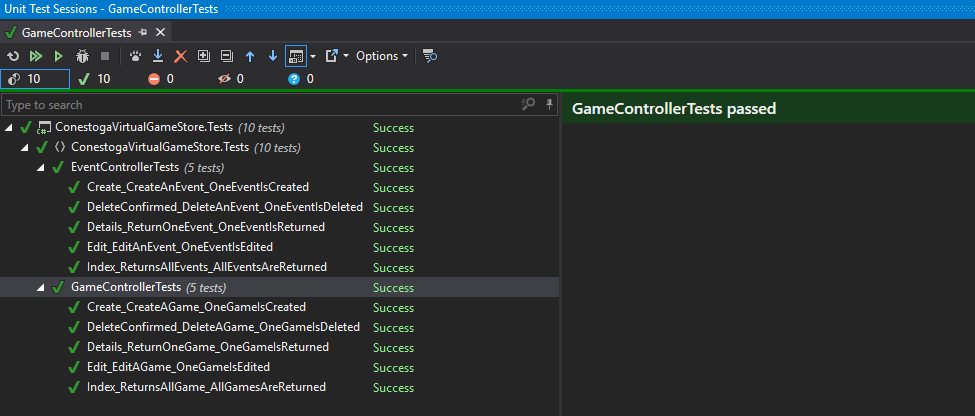 Unit Test Sessions - GameControllerTests
GameControllerTests
Options
10 10 0 0 0
Type to search
GameControllerTests passed
ConestogaVirtualGameStore.Tests (10 tests) Success
ConestogaVirtualGameStore.Tests (10 tests) Success
EventControllerTests (5 tests) Success
Create_CreateAnEvent_OneEventIsCreated Success
DeleteConfirmed_DeleteAnEvent_OneEventIsDeleted Success
Details_ReturnOneEvent_OneEventIsReturned Success
Edit_EditAnEvent_OneEventIsEdited Success
Index_ReturnsAllEvents_AllEventsAreReturned Success
GameControllerTests (5 tests) Success
Create_CreateAGame_OneGameIsCreated Success
DeleteConfirmed_DeleteAGame_OneGameIsDeleted Success
Details_ReturnOneGame_OneGameIsReturned Success
Edit_EditAGame_OneGameIsEdited Success
Index_ReturnsAllGame_AllGamesAreReturned Success